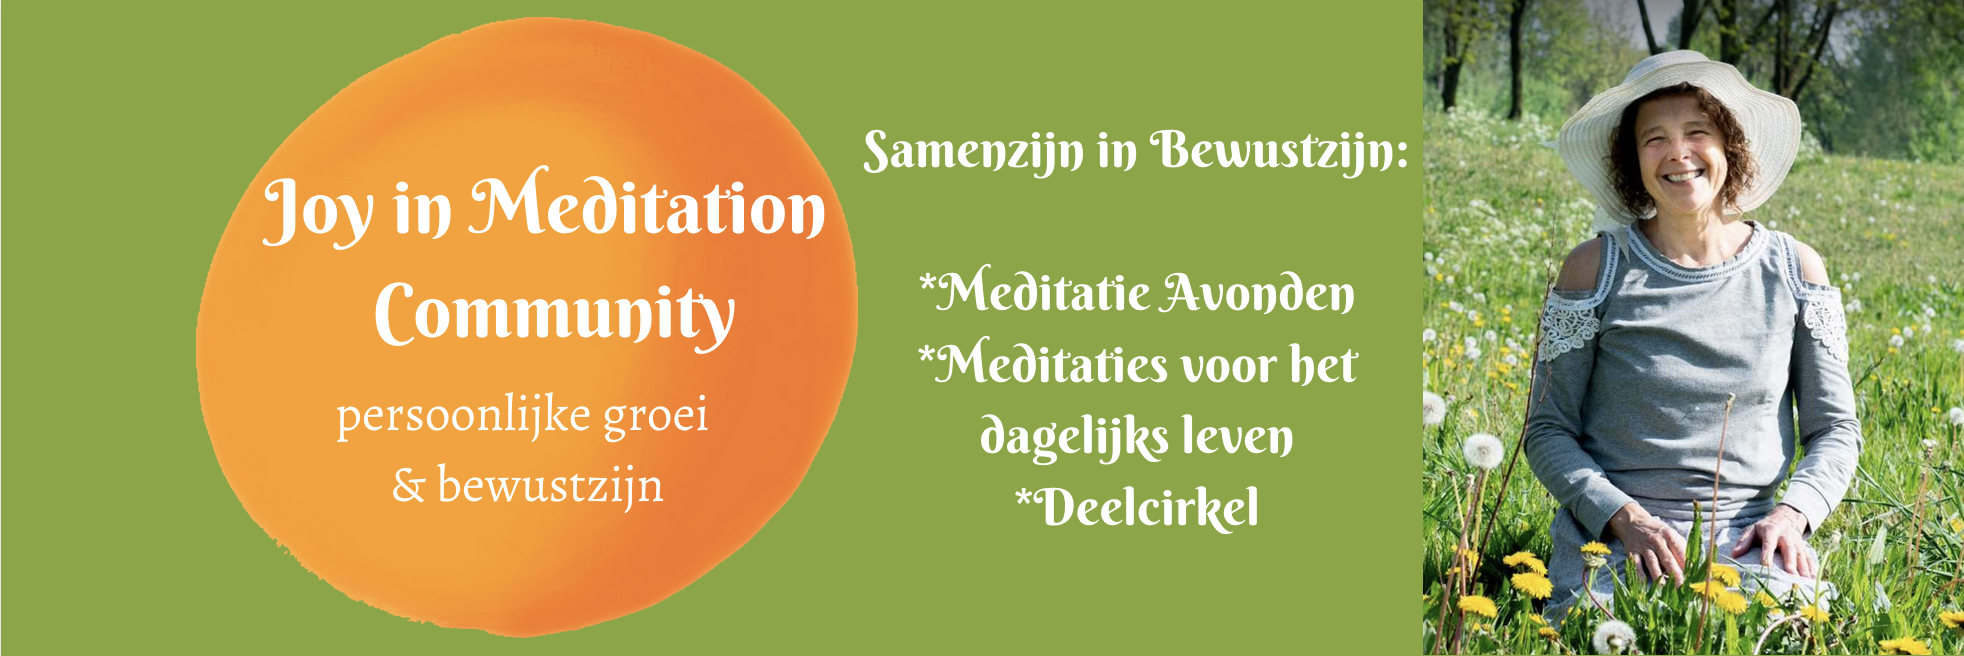 Joy in Meditation
Community
persoonlijke groei
& bewustzijn
Samenzijn in Bewustzijn:
*Meditatie Avonden
*Meditaties voor het
dagelijks leven
*Deelcirkel